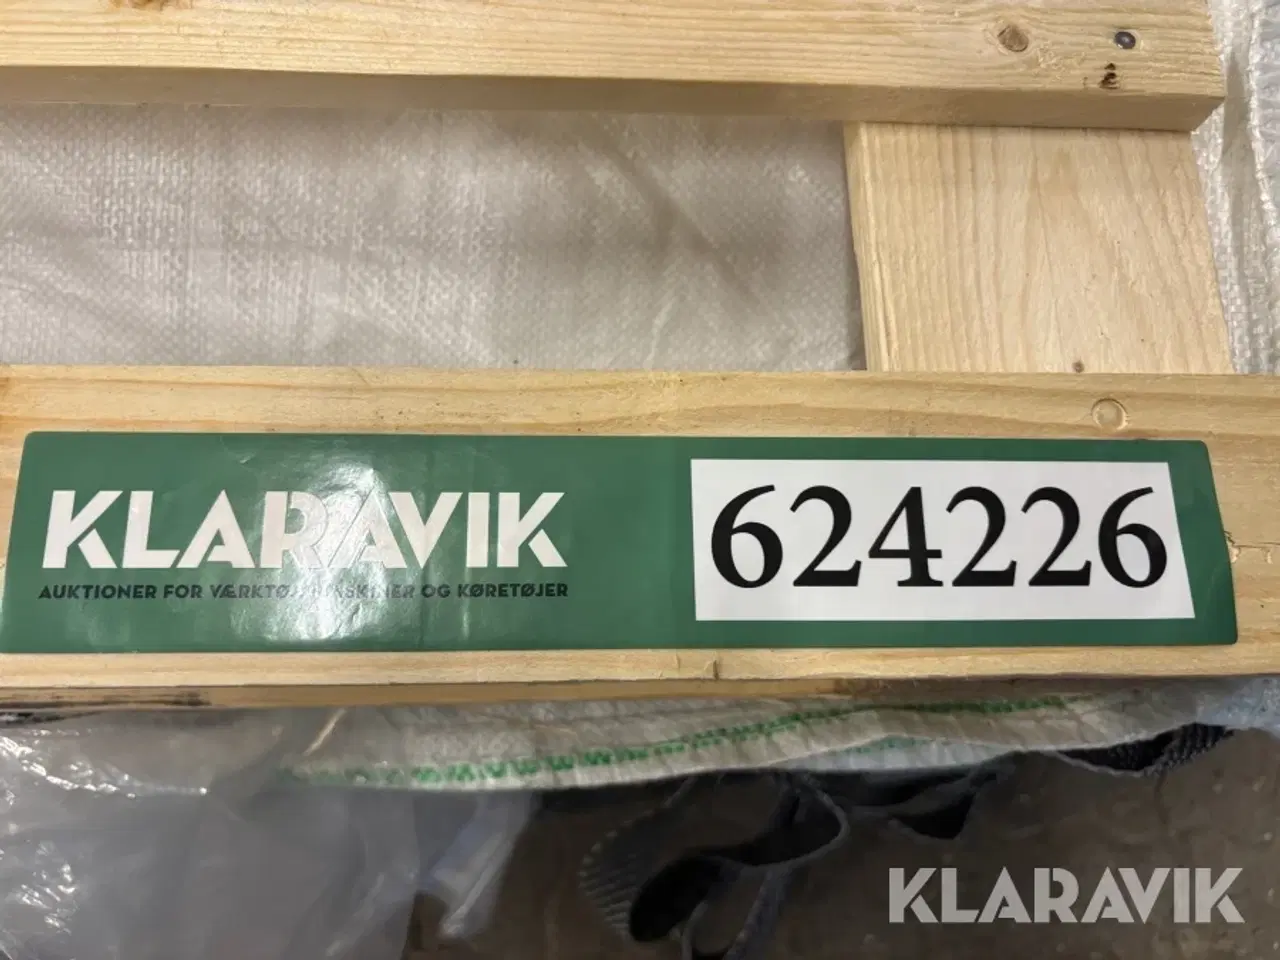 KLARAVIK
624226
AUKTIONER FOR VÆRKTØJ, MASKINER OG KØRETØJER
KLARAVIK